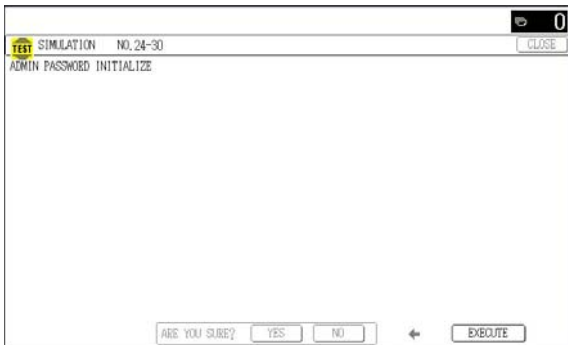 0
TEST SIMULATION NO.24-30 CLOSE
ADMIN PASSWORD INITIALIZE
ARE YOU SURE? YES NO EXECUTE